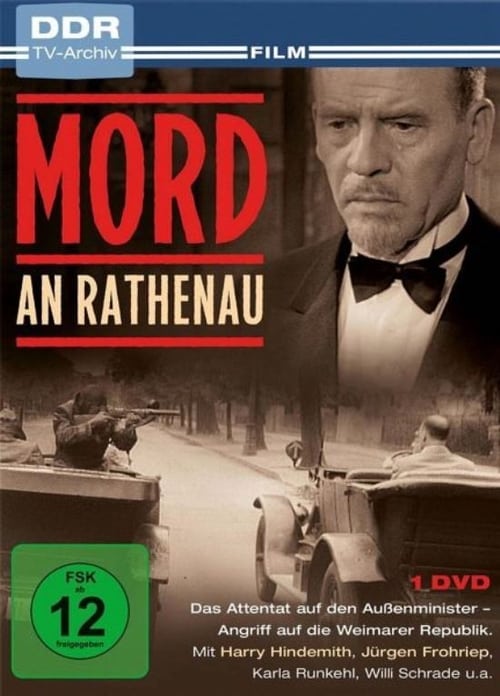 DDR
TV-Archiv
FILM
MORD
AN RATHENAU
1 DVD
Das Attentat auf den Außenminister –
Angriff auf die Weimarer Republik.
Mit Harry Hindemith, Jürgen Frohriep,
Karla Runkehl, Willi Schrade u.a.
FSK
ab
12
freigegeben